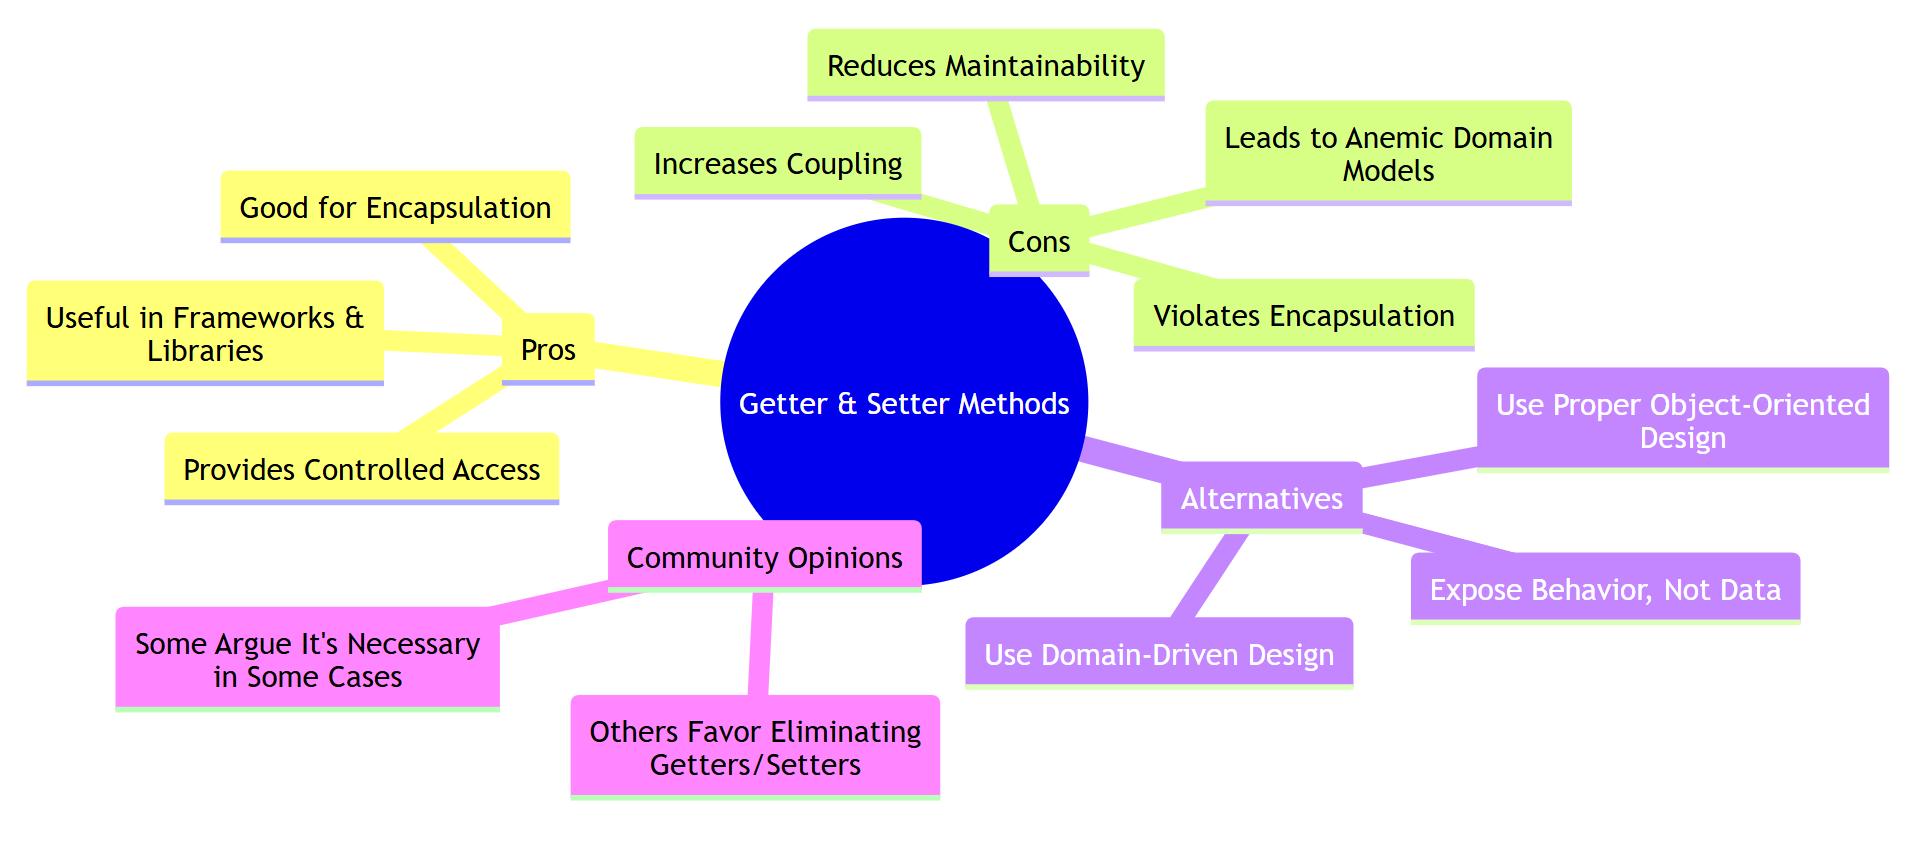 Getter & Setter Methods
Pros
Good for Encapsulation
Useful in Frameworks &
Libraries
Provides Controlled Access
Cons
Increases Coupling
Reduces Maintainability
Leads to Anemic Domain
Models
Violates Encapsulation
Alternatives
Use Proper Object-Oriented
Design
Expose Behavior, Not Data
Use Domain-Driven Design
Community Opinions
Some Argue It's Necessary
in Some Cases
Others Favor Eliminating
Getters/Setters